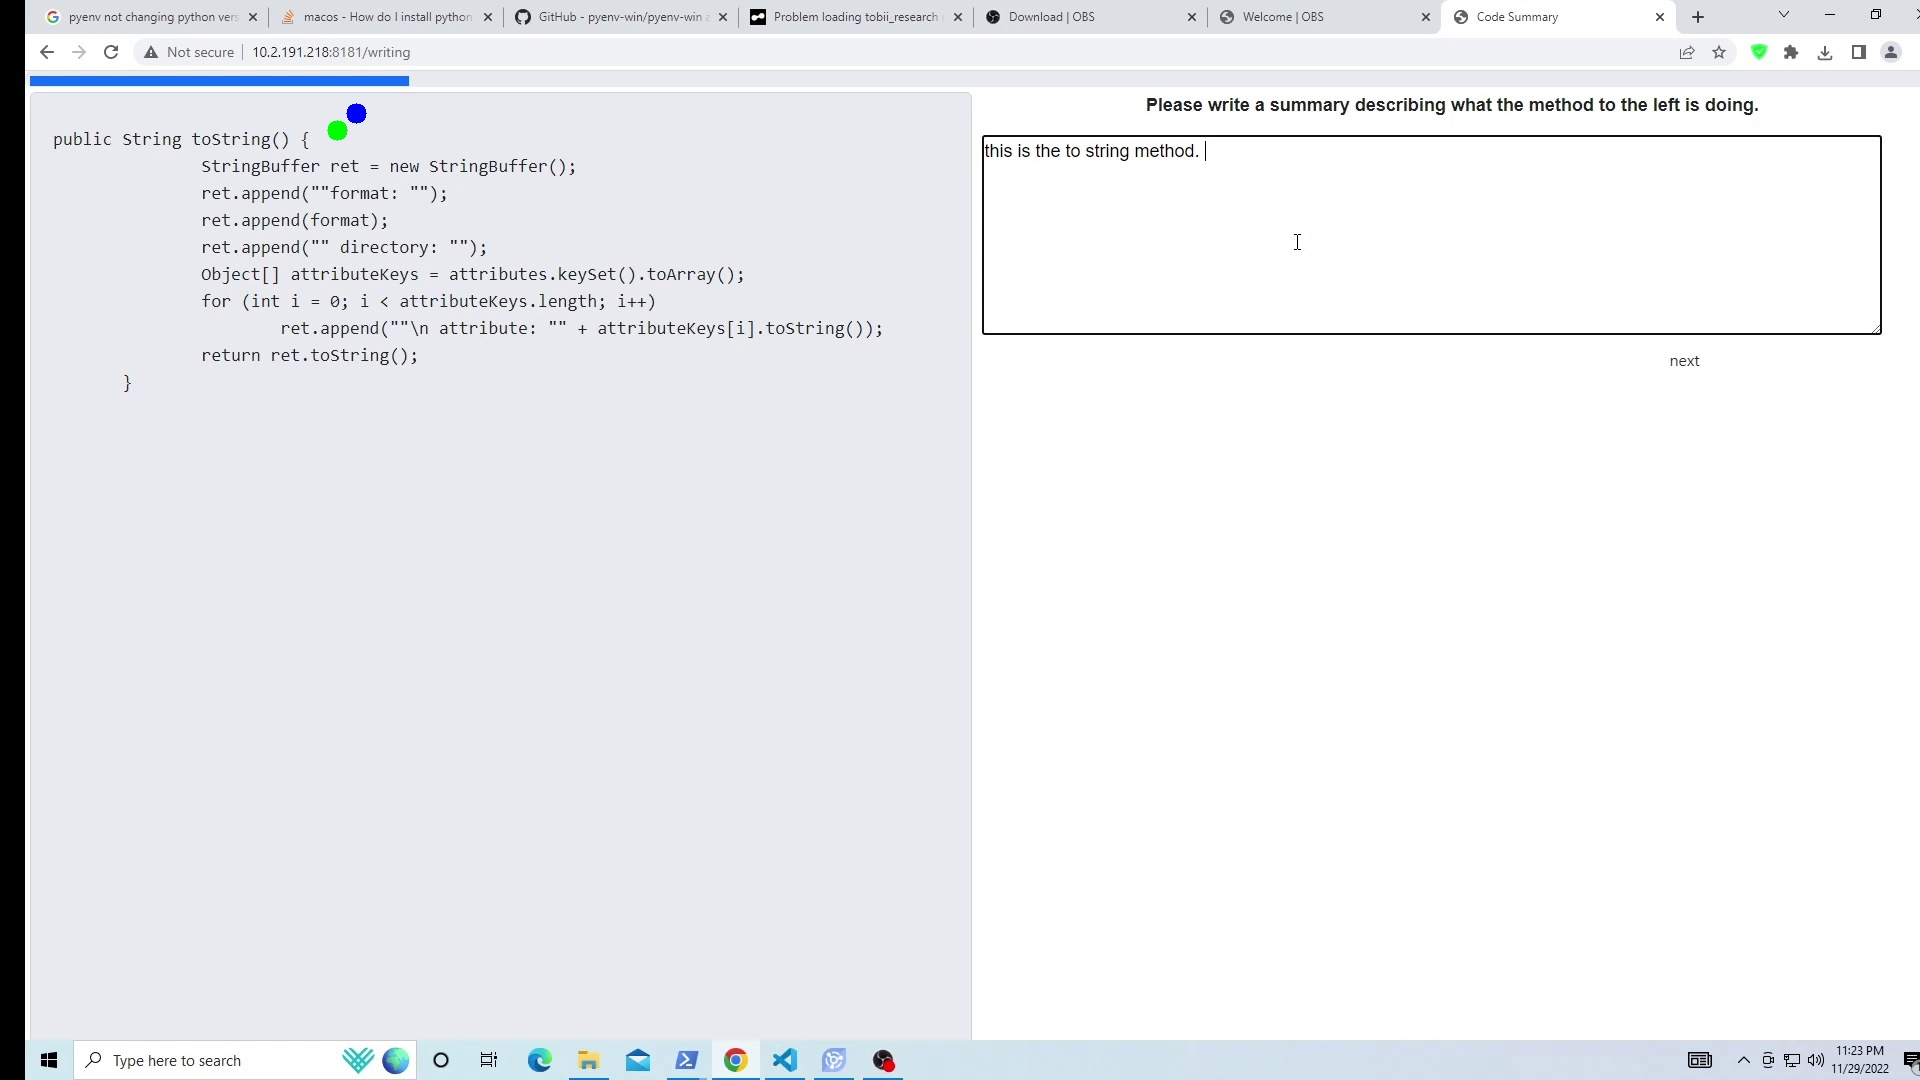 pyenv not changing python vers
macos - How do I install python
GitHub - pyenv-win/pyenv-win a
Problem loading tobii_research
Download | OBS
Welcome | OBS
Code Summary
Not secure
10.2.191.218:8181/writing
public String toString() {
StringBuffer ret = new StringBuffer();
ret.append(""format: "");
ret.append(format);
ret.append("" directory: "");
Object[] attributeKeys = attributes.keySet().toArray();
for (int i = 0; i < attributeKeys.length; i++)
ret.append(""\n attribute: "" + attributeKeys[i].toString());
return ret.toString();
}
Please write a summary describing what the method to the left is doing.
this is the to string method.
next
Type here to search
11:23 PM
11/29/2022